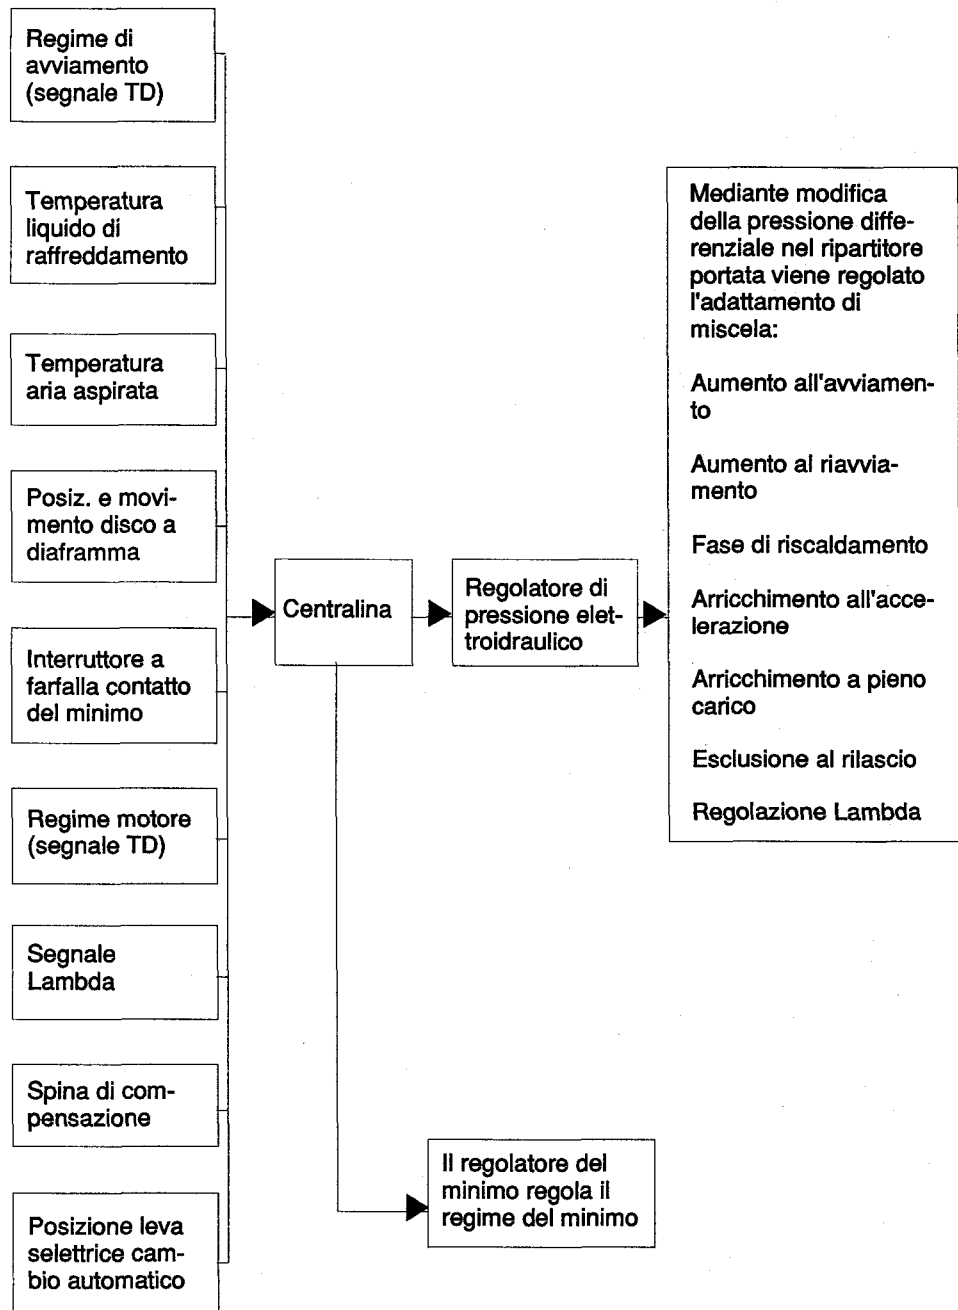 Regime di
avviamento
(segnale TD)
Temperatura
liquido di
raffreddamento
Temperatura
aria aspirata
Posiz. e movi-
mento disco a
diaframma
Interruttore a
farfalla contatto
del minimo
Regime motore
(segnale TD)
Segnale
Lambda
Spina di com-
pensazione
Posizione leva
selettrice cam-
bio automatico
Centralina
Regolatore di
pressione elet-
troidraulico
Mediante modifica
della pressione diffe-
renziale nel ripartitore
portata viene regolato
l'adattamento di
miscela:
Aumento all'avviamen-
to
Aumento al riavvia-
mento
Fase di riscaldamento
Arricchimento all'acce-
lerazione
Arricchimento a pieno
carico
Esclusione al rilascio
Regolazione Lambda
Il regolatore del
minimo regola il
regime del minimo